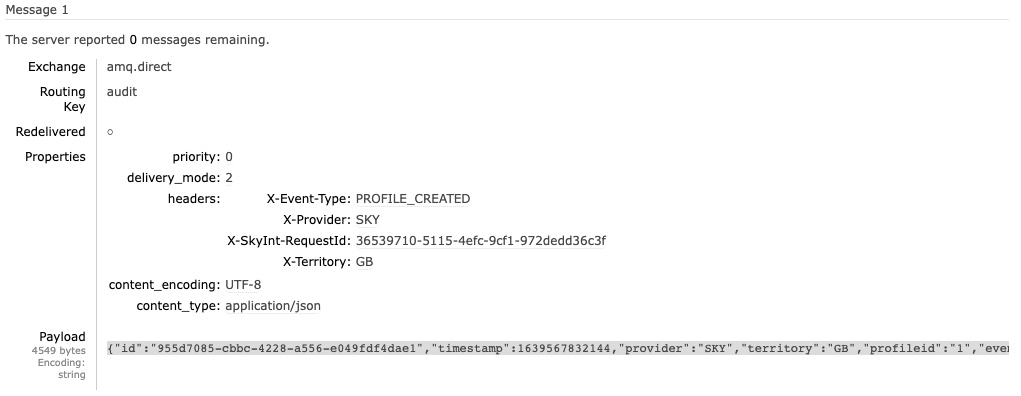 Message 1
The server reported 0 messages remaining.
Exchange amq.direct
Routing Key audit
Redelivered ○
Properties priority: 0
delivery_mode: 2
headers: X-Event-Type: PROFILE_CREATED
X-Provider: SKY
X-SkyInt-RequestId: 36539710-5115-4efc-9cf1-972dedd36c3f
X-Territory: GB
content_encoding: UTF-8
content_type: application/json
Payload
4549 bytes
Encoding:
string
{"id":"955d7085-cbbc-4228-a556-e049fdf4dae1","timestamp":1639567832144,"provider":"SKY","territory":"GB","profileid":"1","even